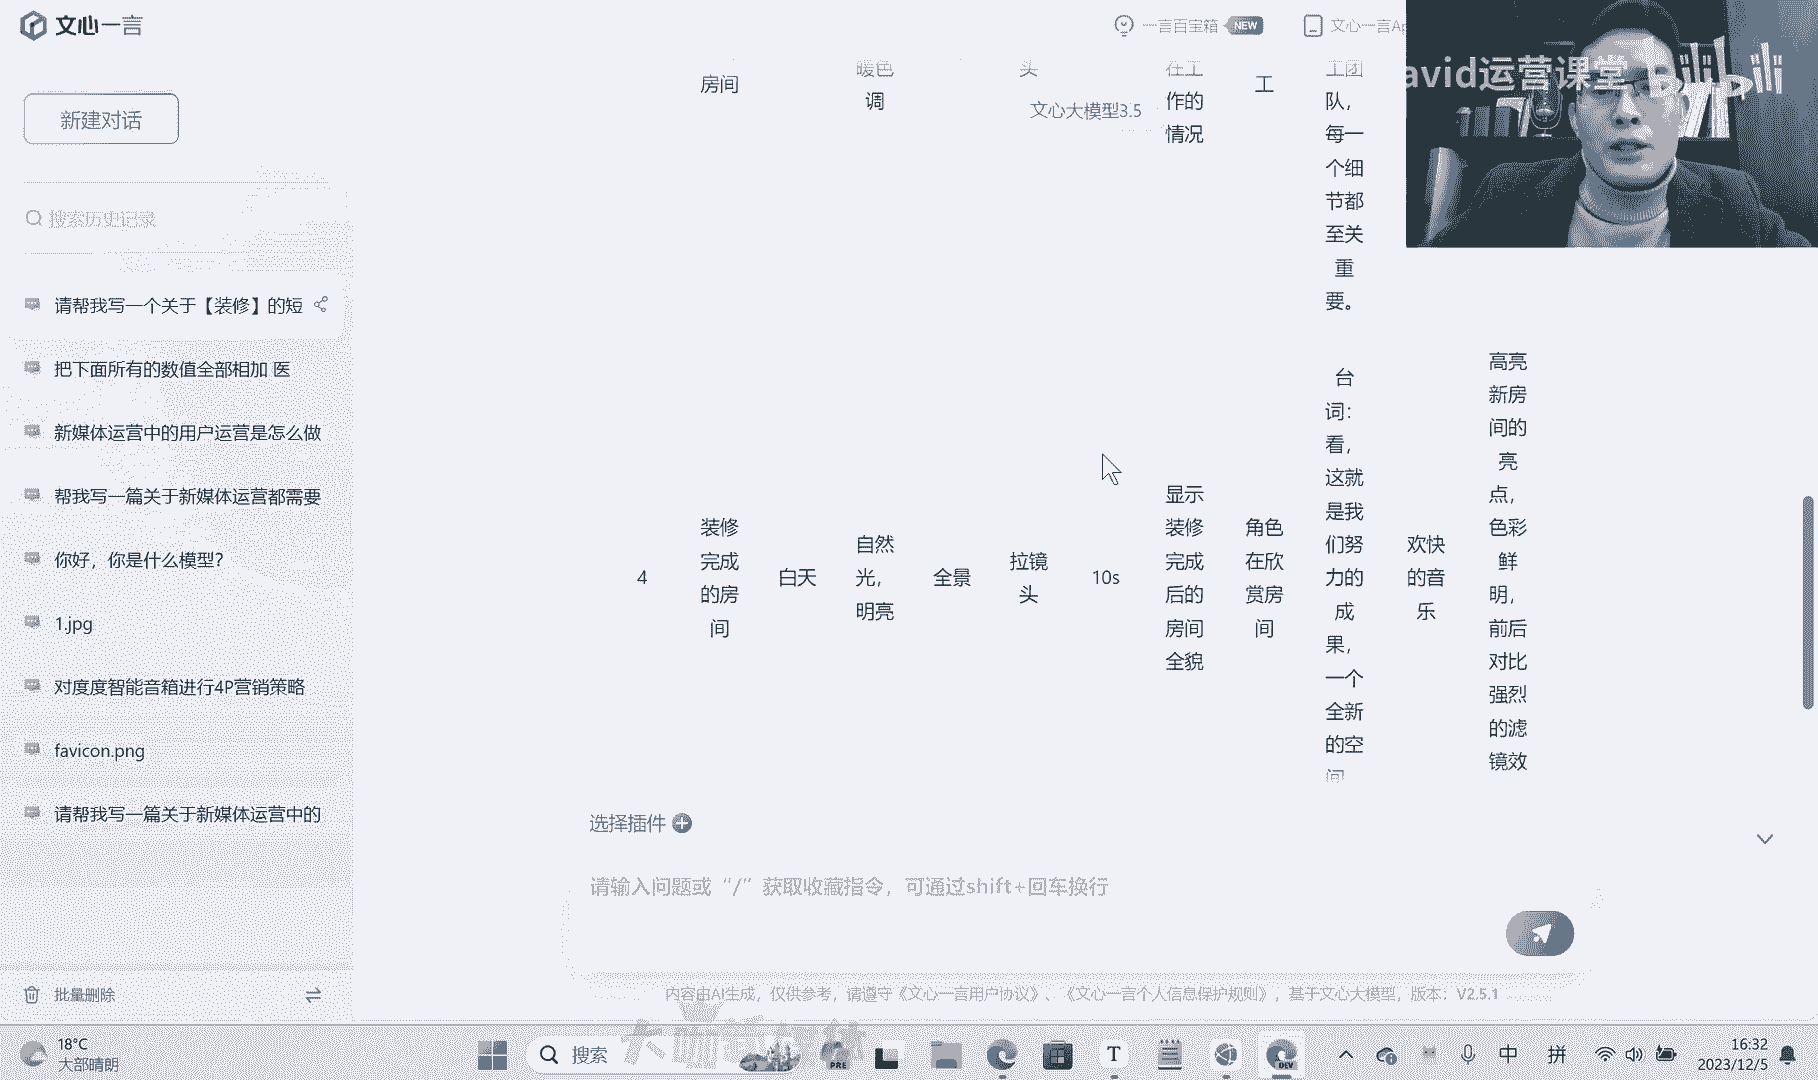 文心一言
一言百宝箱 NEW
文心一言Ap
avid运营课堂 bilibili
新建对话
文心大模型3.5
搜索历史记录
请帮我写一个关于【装修】的短
把下面所有的数值全部相加 医
新媒体运营中的用户运营是怎么做
帮我写一篇关于新媒体运营都需要
你好，你是什么模型?
1.jpg
对度度智能音箱进行4P营销策略
favicon.png
请帮我写一篇关于新媒体运营中的
批量删除
房间
暖色
调
头
在工
作的
情况
工
工团
队，
每一
个细
节都
至关
重
要。
4
装修
完成
的房
间
白天
自然
光，
明亮
全景
拉镜
头
10s
显示
装修
完成
后的
房间
全貌
角色
在欣
赏房
间
台
词：
看，
这就
是我
们努
力的
成
果，
一个
全新
的空
间
欢快
的音
乐
高亮
新房
间的
亮
点，
色彩
鲜
明，
前后
对比
强烈
的滤
镜效
选择插件
请输入问题或“/”获取收藏指令，可通过shift+回车换行
内容由AI生成，仅供参考，请遵守《文心一言用户协议》、《文心一言个人信息保护规则》，基于文心大模型，版本：V2.5.1
大咖新媒体
18°C
大部晴朗
搜索
PRE
T
DEV
中
拼
16:32
2023/12/5